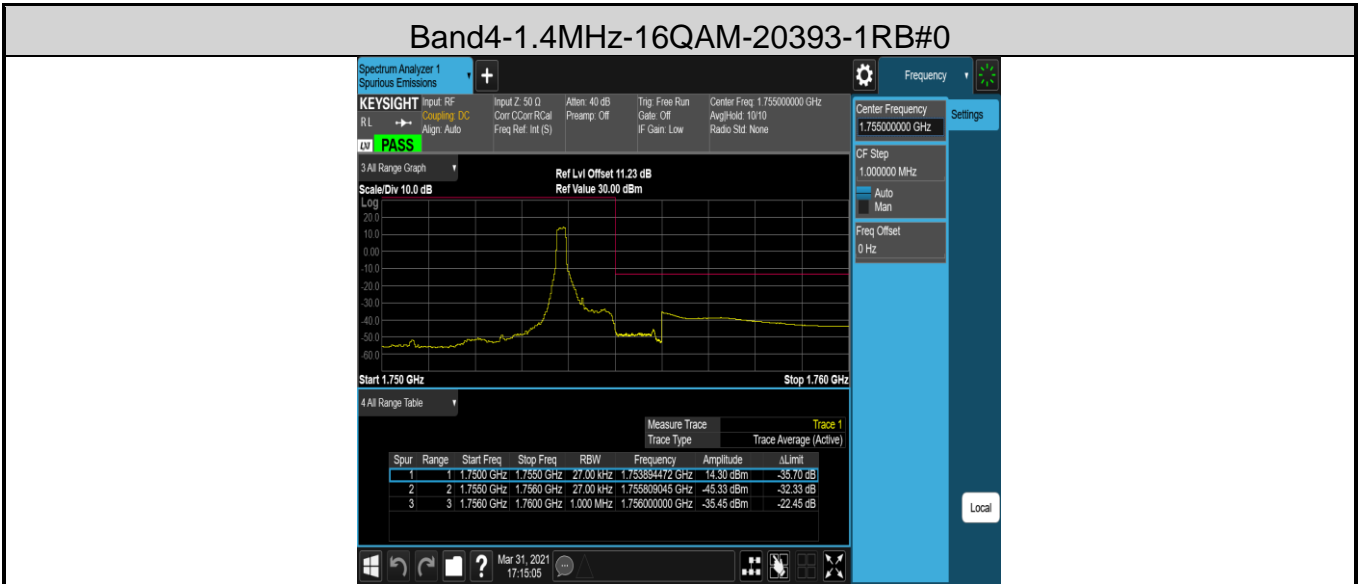 Band4-1.4MHz-16QAM-20393-1RB#0
Spectrum Analyzer 1
Spurious Emissions
+
Frequency
KEYSIGHT Input: RF Input Z: 50 Ω Atten: 40 dB Trig: Free Run Center Freq: 1.755000000 GHz
RL Coupling: DC Corr CCorr RCal Preamp: Off Gate: Off Avg|Hold: 10/10
Align: Auto Freq Ref: Int (S) IF Gain: Low Radio Std: None
LXI PASS
Center Frequency
1.755000000 GHz
Settings
CF Step
1.000000 MHz
Auto
Man
Freq Offset
0 Hz
3 All Range Graph
Ref Lvl Offset 11.23 dB
Scale/Div 10.0 dB Ref Value 30.00 dBm
Log
20.0
10.0
0.00
-10.0
-20.0
-30.0
-40.0
-50.0
-60.0
Start 1.750 GHz Stop 1.760 GHz
4 All Range Table
Measure Trace Trace 1
Trace Type Trace Average (Active)
Spur Range Start Freq Stop Freq RBW Frequency Amplitude ΔLimit
1 1 1.7500 GHz 1.7550 GHz 27.00 kHz 1.753894472 GHz 14.30 dBm -35.70 dB
2 2 1.7550 GHz 1.7560 GHz 27.00 kHz 1.755809045 GHz -45.33 dBm -32.33 dB
3 3 1.7560 GHz 1.7600 GHz 1.000 MHz 1.756000000 GHz -35.45 dBm -22.45 dB
Local
? Mar 31, 2021
17:15:05